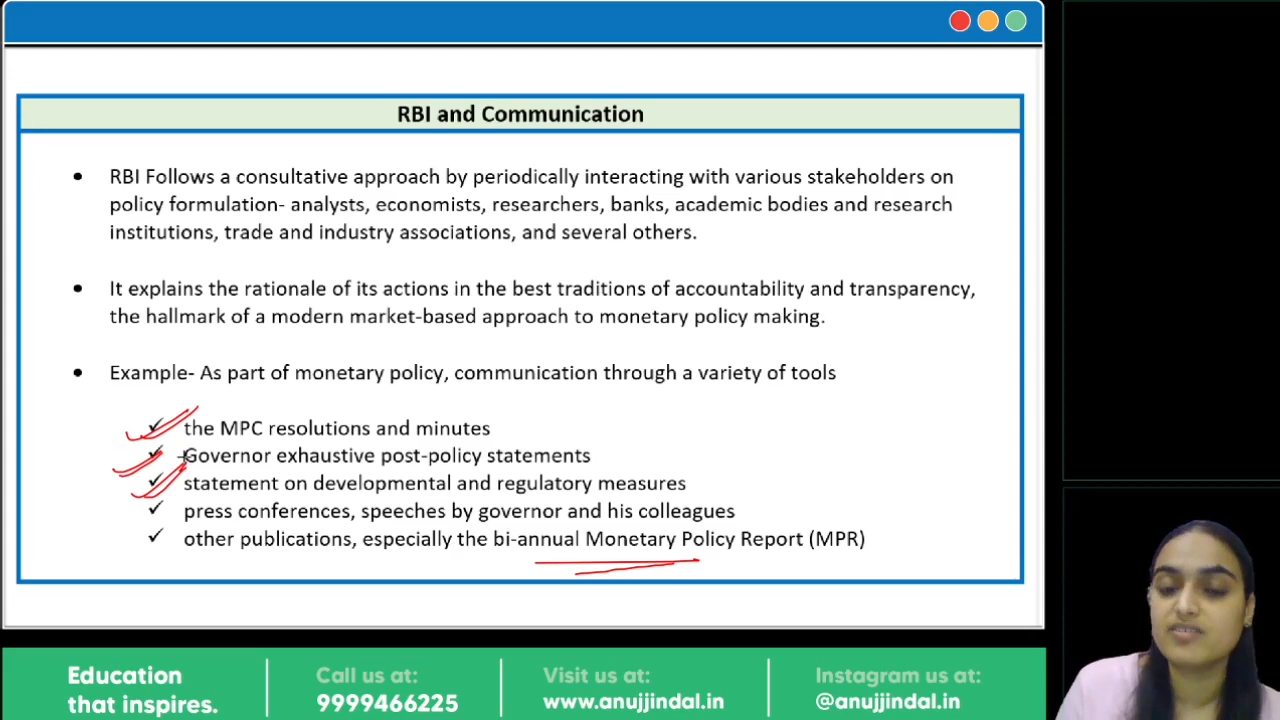 RBI and Communication
• RBI Follows a consultative approach by periodically interacting with various stakeholders on
policy formulation- analysts, economists, researchers, banks, academic bodies and research
institutions, trade and industry associations, and several others.
• It explains the rationale of its actions in the best traditions of accountability and transparency,
the hallmark of a modern market-based approach to monetary policy making.
• Example- As part of monetary policy, communication through a variety of tools
✓ the MPC resolutions and minutes
✓ Governor exhaustive post-policy statements
✓ statement on developmental and regulatory measures
✓ press conferences, speeches by governor and his colleagues
✓ other publications, especially the bi-annual Monetary Policy Report (MPR)
Education
that inspires.
Call us at:
9999466225
Visit us at:
www.anujjindal.in
Instagram us at:
@anujjindal.in